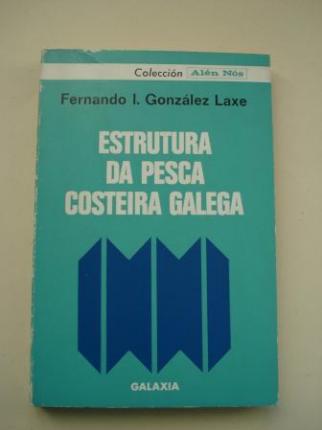 Colección Alén Nós
Fernando I. González Laxe
ESTRUTURA
DA PESCA
COSTEIRA GALEGA
GALAXIA